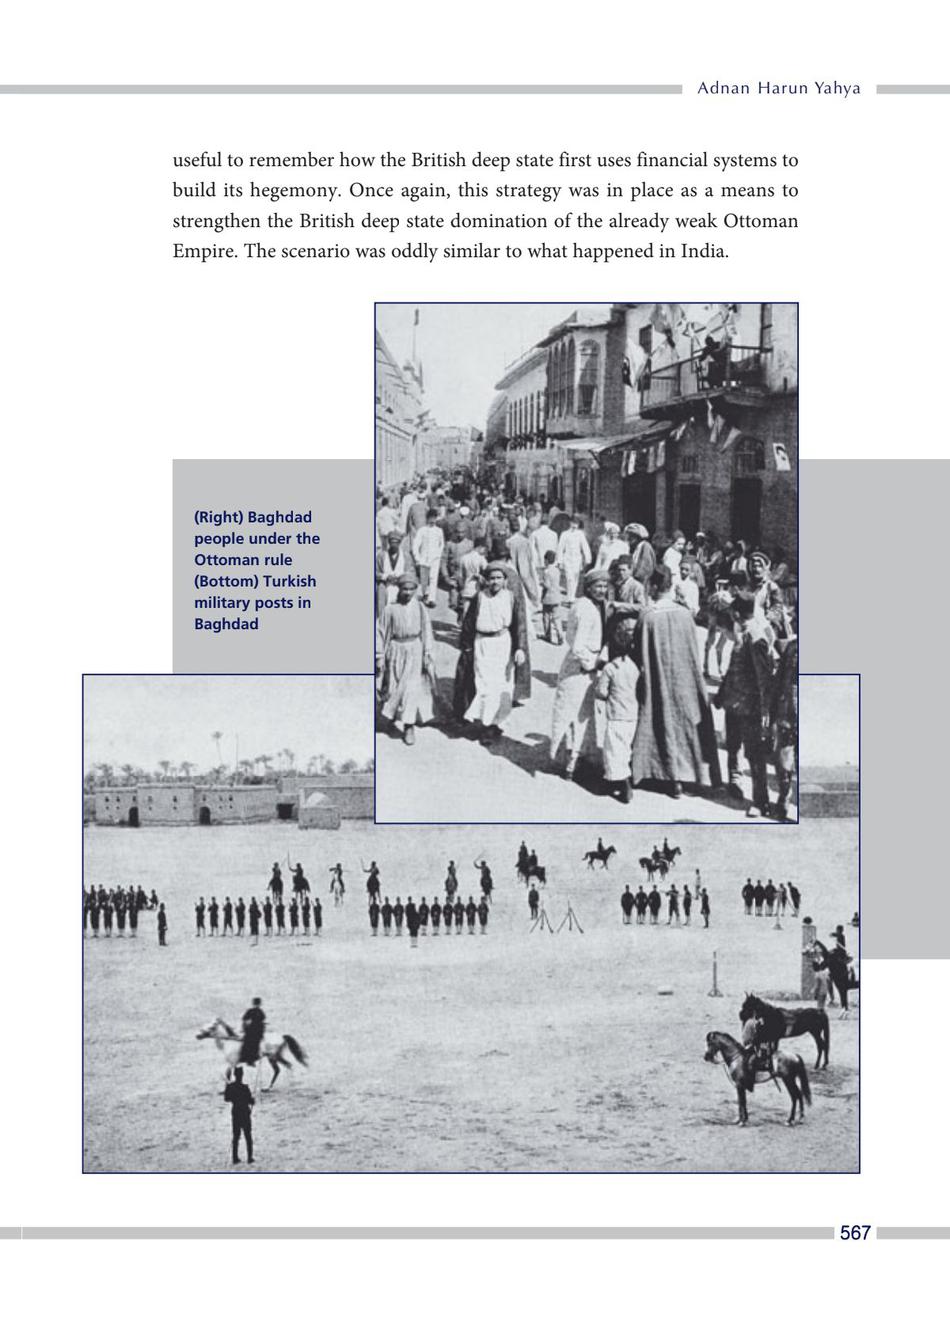 Adnan Harun Yahya
useful to remember how the British deep state first uses financial systems to
build its hegemony. Once again, this strategy was in place as a means to
strengthen the British deep state domination of the already weak Ottoman
Empire. The scenario was oddly similar to what happened in India.
(Right) Baghdad
people under the
Ottoman rule
(Bottom) Turkish
military posts in
Baghdad
567